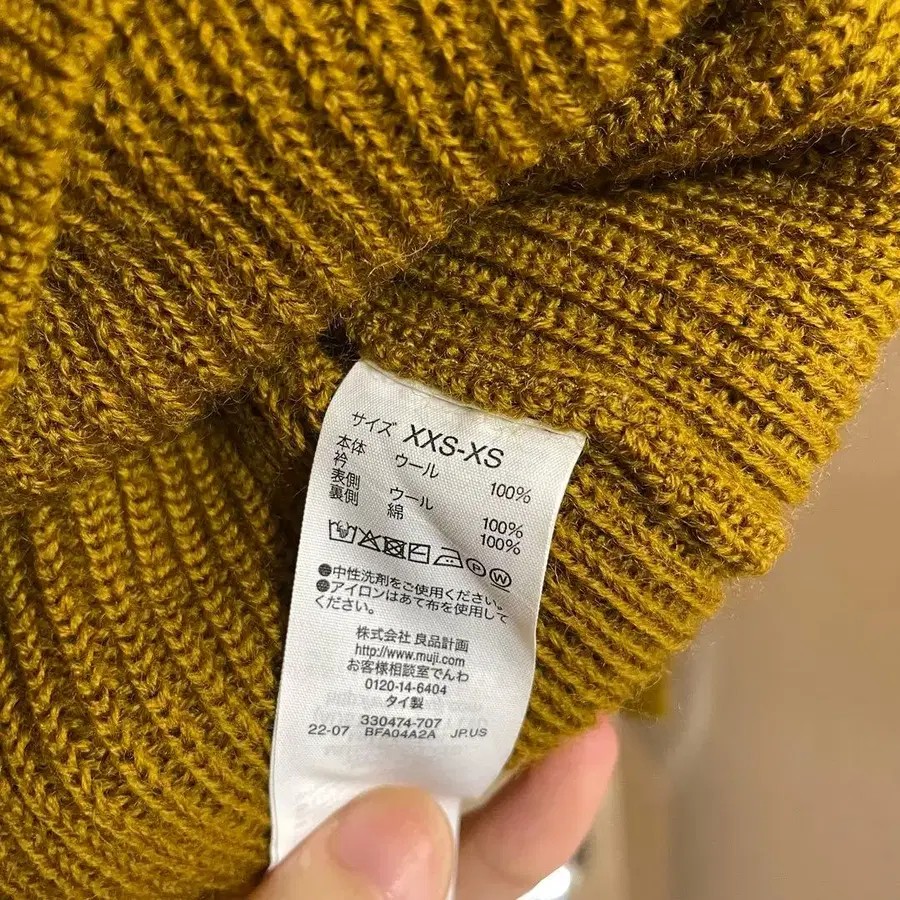 サイズ XXS-XS
本体 ウール 100%
衿
表側 ウール 100%
裏側 綿 100%
P W
●中性洗剤をご使用ください。
●アイロンはあて布を使用して
ください。
株式会社 良品計画
http://www.muji.com
お客様相談室でんわ
0120-14-6404
タイ製
330474-707
22-07 BFA04A2A JP.US